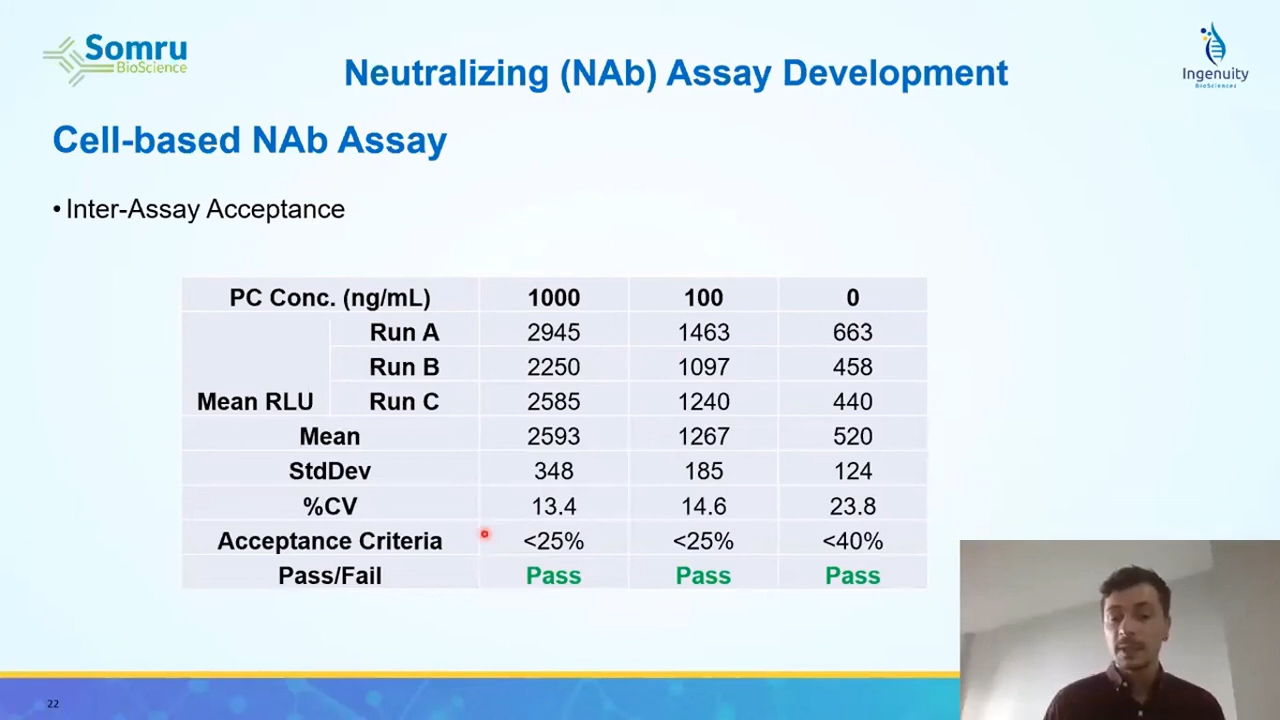 Somru
BioScience
Ingenuity
BioSciences
Neutralizing (NAb) Assay Development
Cell-based NAb Assay
• Inter-Assay Acceptance
PC Conc. (ng/mL) 1000 100 0
Run A 2945 1463 663
Run B 2250 1097 458
Mean RLU Run C 2585 1240 440
Mean 2593 1267 520
StdDev 348 185 124
%CV 13.4 14.6 23.8
Acceptance Criteria <25% <25% <40%
Pass/Fail Pass Pass Pass
22